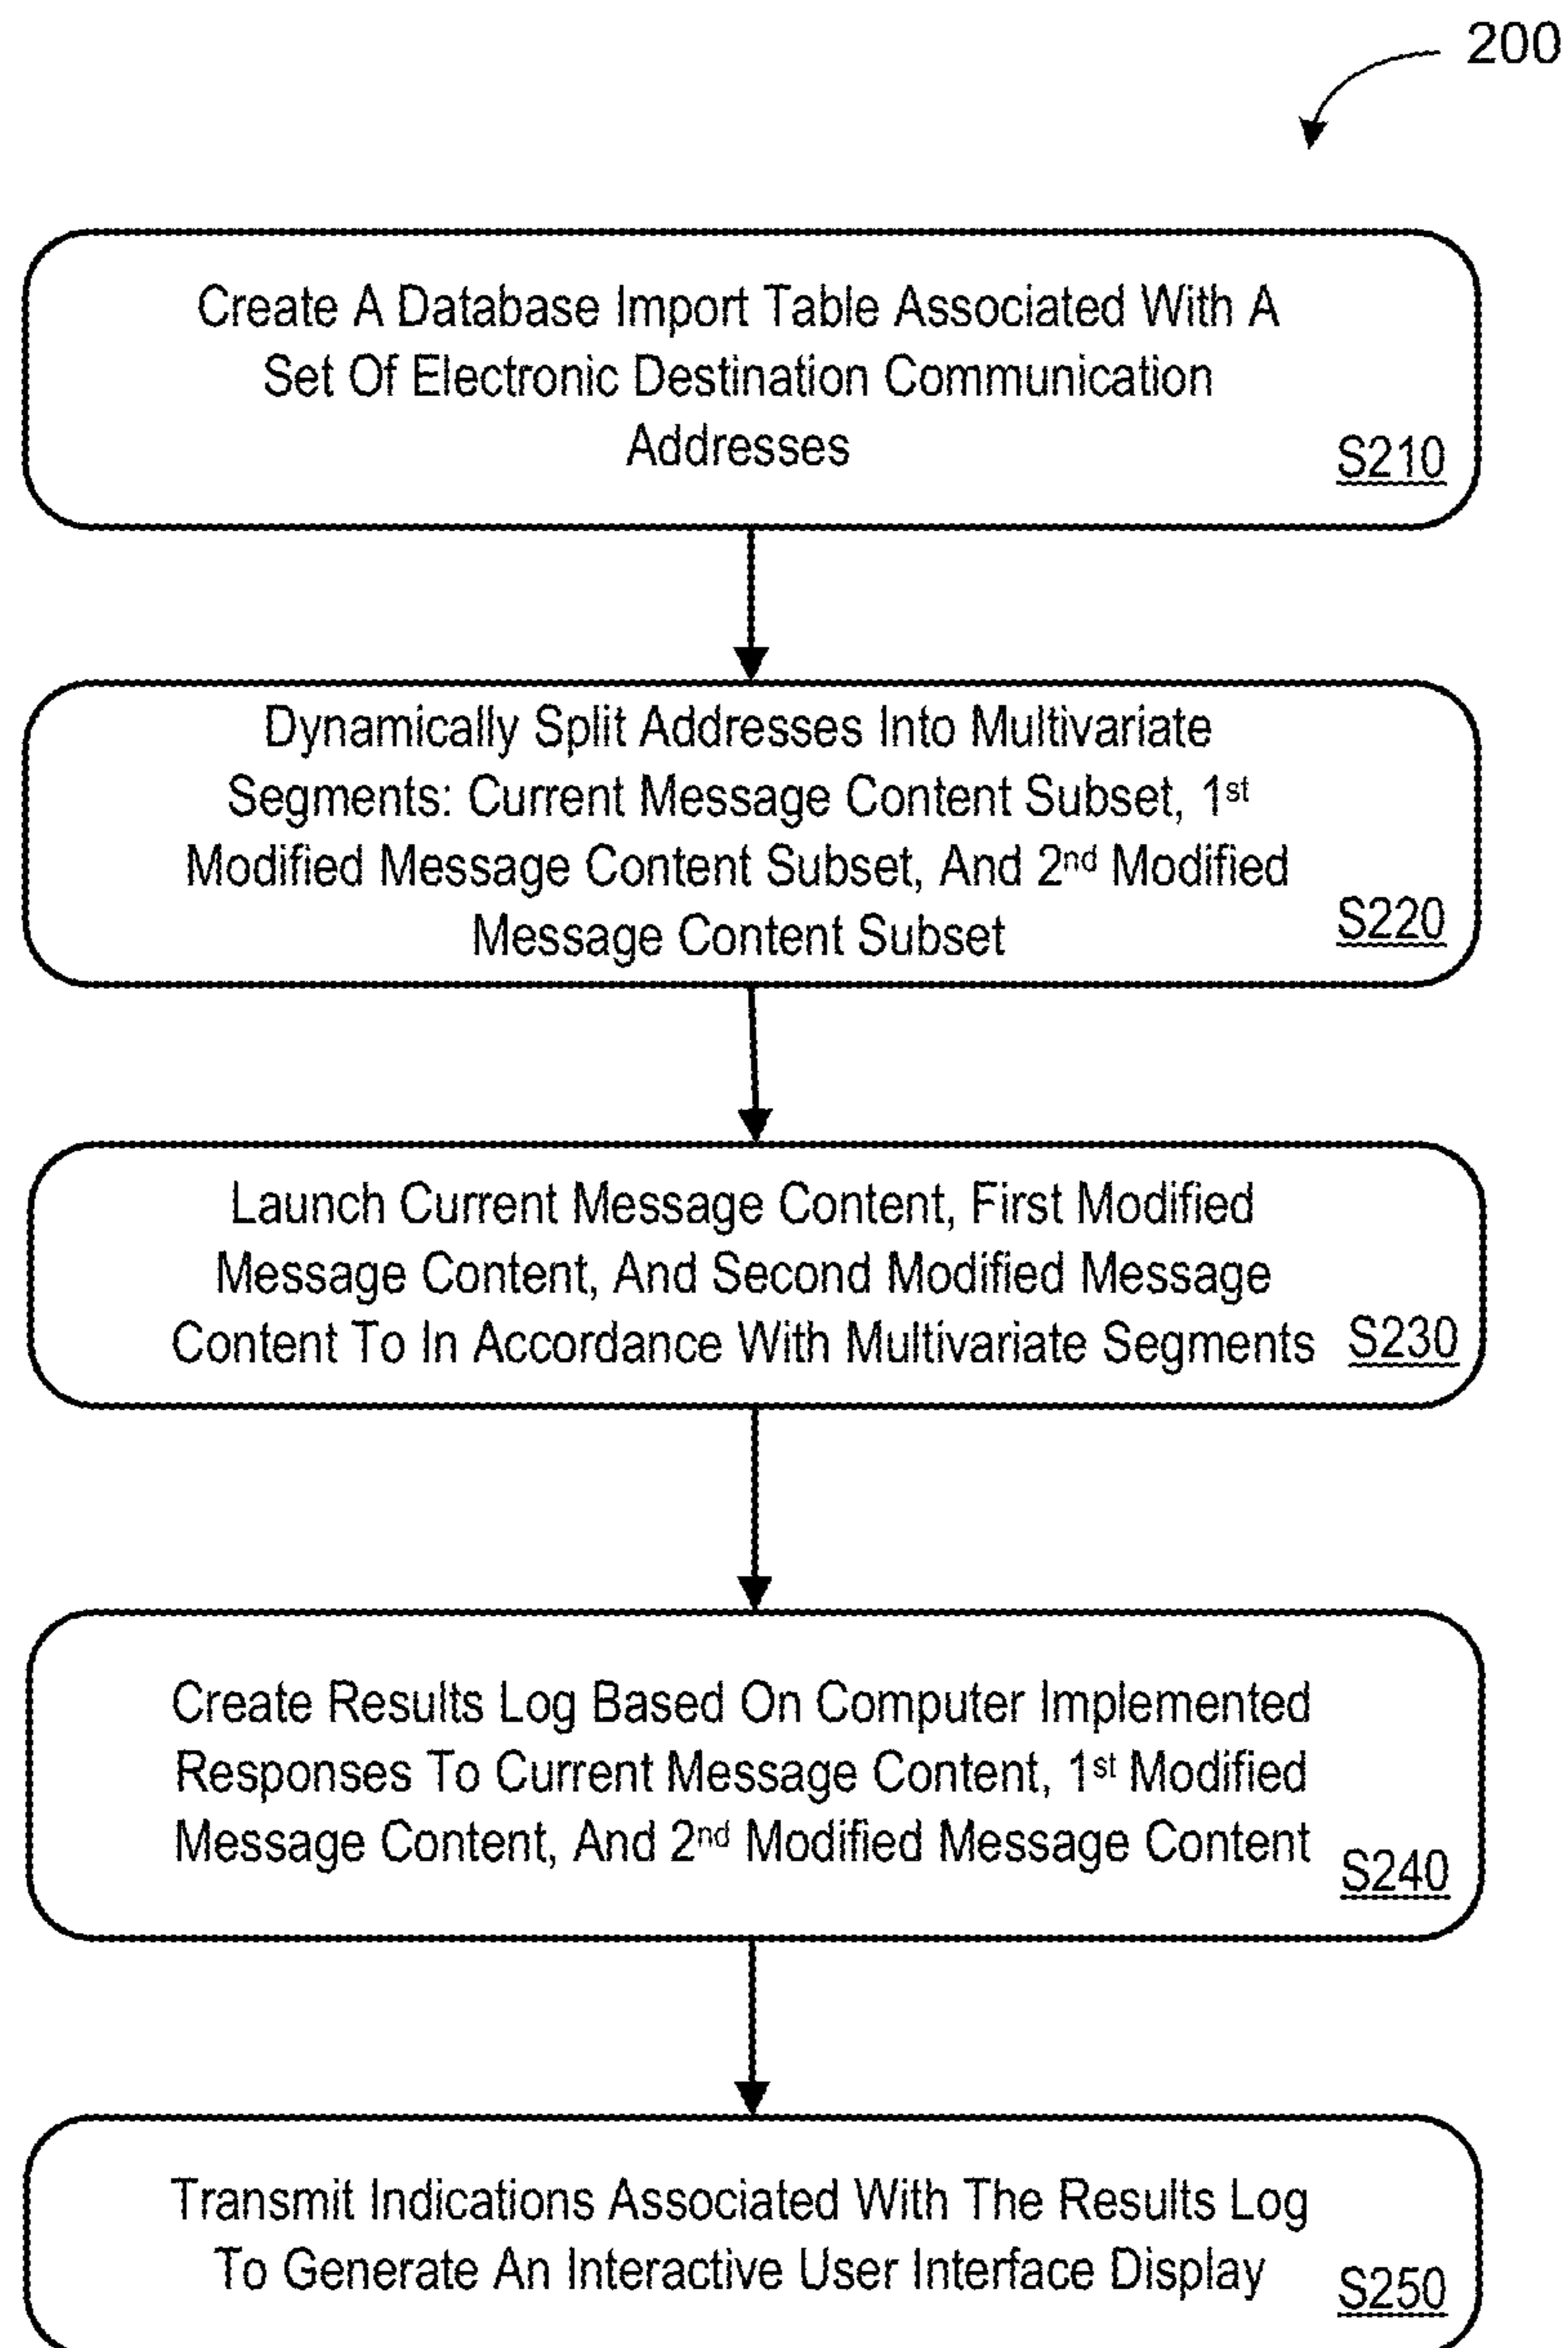 200
Create A Database Import Table Associated With A
Set Of Electronic Destination Communication
Addresses
S210
Dynamically Split Addresses Into Multivariate
Segments: Current Message Content Subset, 1st
Modified Message Content Subset, And 2nd Modified
Message Content Subset
S220
Launch Current Message Content, First Modified
Message Content, And Second Modified Message
Content To In Accordance With Multivariate Segments
S230
Create Results Log Based On Computer Implemented
Responses To Current Message Content, 1st Modified
Message Content, And 2nd Modified Message Content
S240
Transmit Indications Associated With The Results Log
To Generate An Interactive User Interface Display
S250